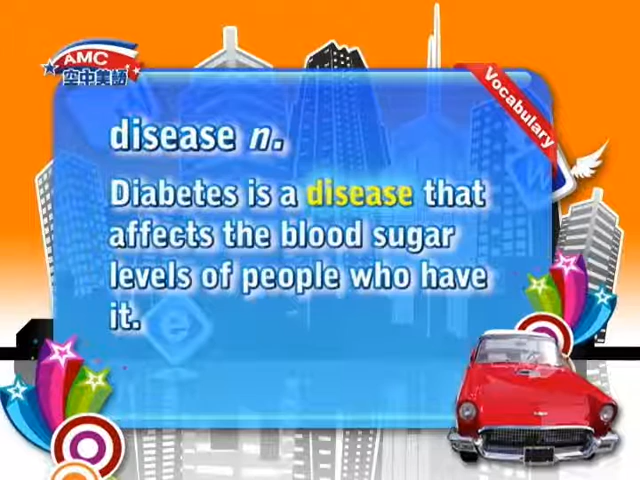 AMC
空中美語
Vocabulary
disease n.
Diabetes is a disease that
affects the blood sugar
levels of people who have
it.
e